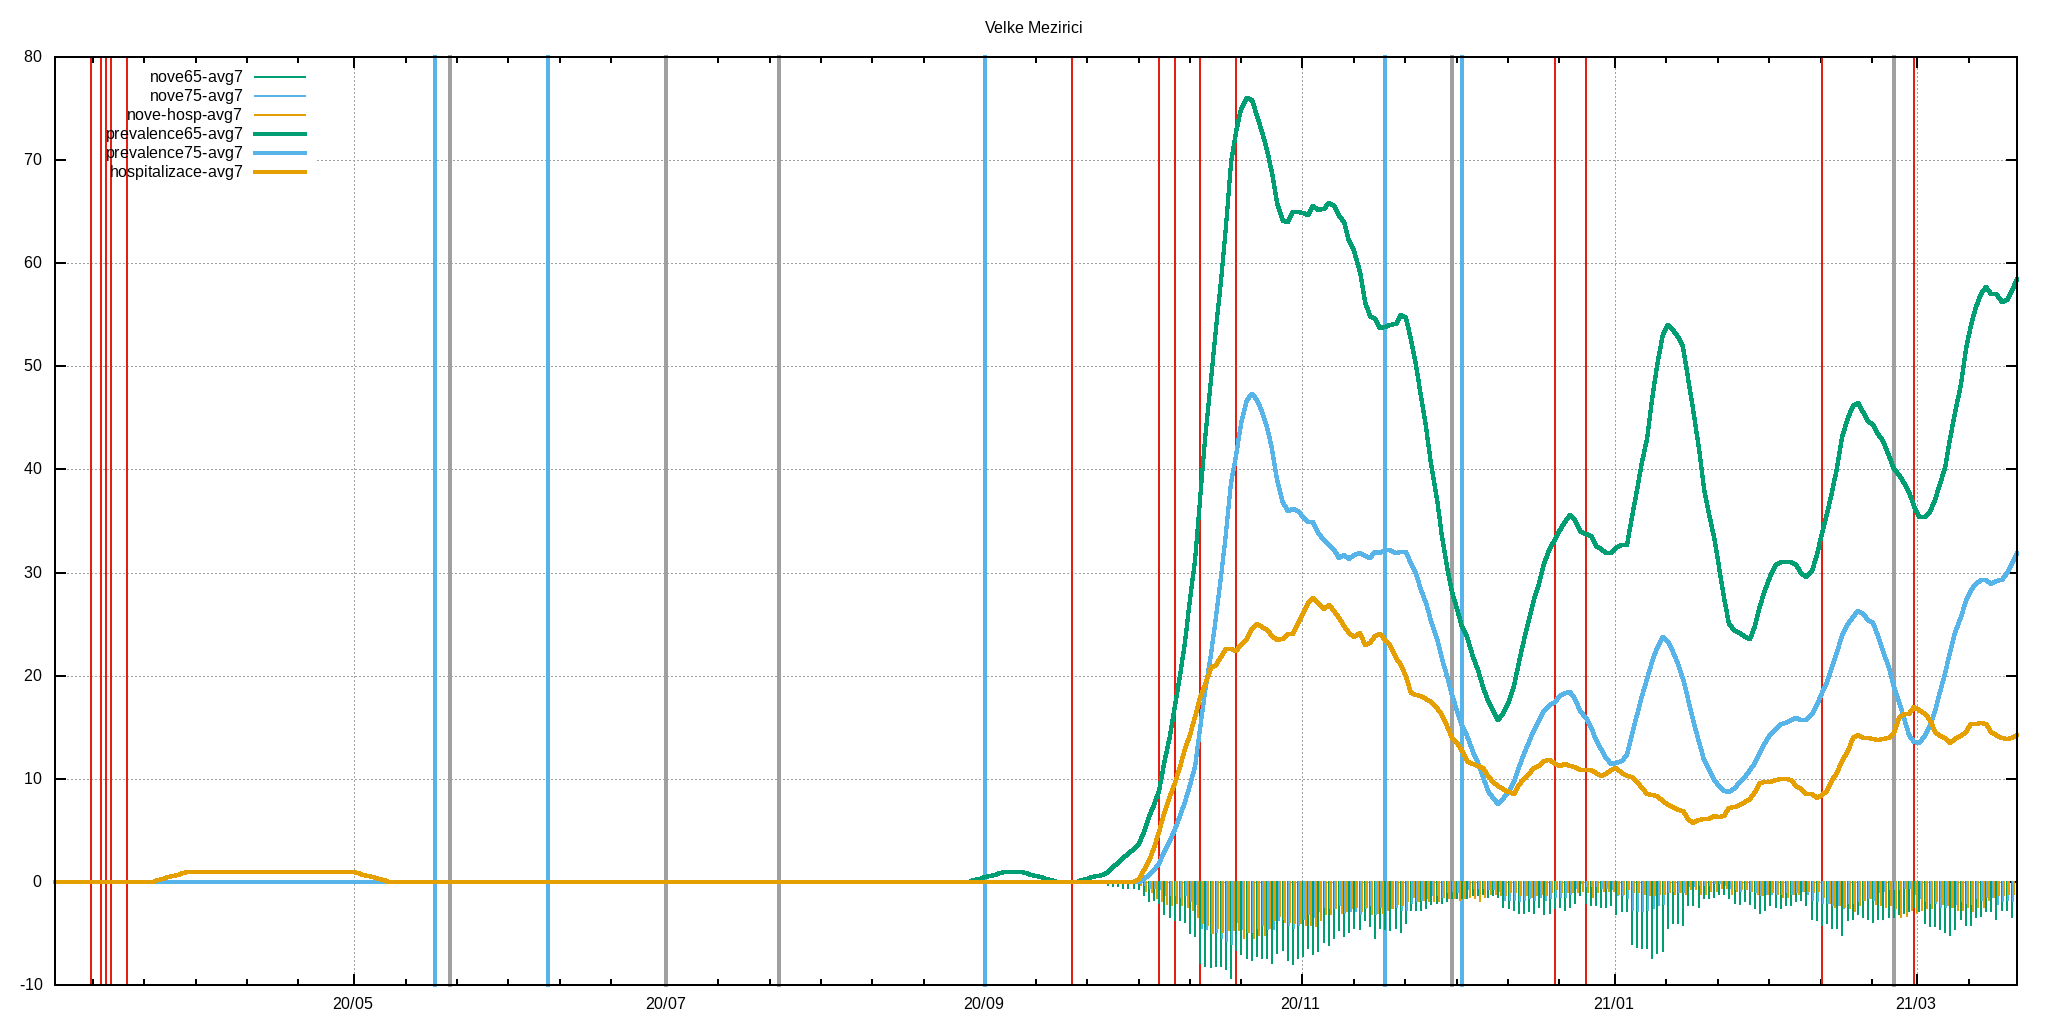 Velke Mezirici
80
70
60
50
40
30
20
10
0
-10
nove65-avg7
nove75-avg7
nove-hosp-avg7
prevalence65-avg7
prevalence75-avg7
hospitalizace-avg7
20/05 20/07 20/09 20/11 21/01 21/03